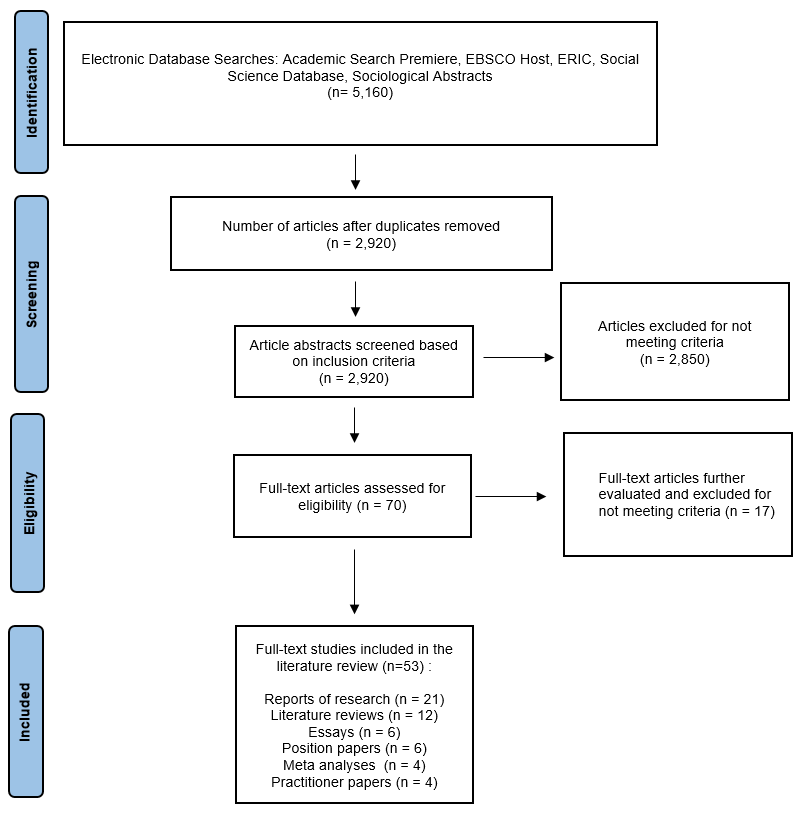 Identification
Electronic Database Searches: Academic Search Premiere, EBSCO Host, ERIC, Social
Science Database, Sociological Abstracts
(n= 5,160)
Screening
Number of articles after duplicates removed
(n = 2,920)
Article abstracts screened based
on inclusion criteria
(n = 2,920)
Articles excluded for not
meeting criteria
(n = 2,850)
Eligibility
Full-text articles assessed for
eligibility (n = 70)
Full-text articles further
evaluated and excluded for
not meeting criteria (n = 17)
Included
Full-text studies included in the
literature review (n=53) :
Reports of research (n = 21)
Literature reviews (n = 12)
Essays (n = 6)
Position papers (n = 6)
Meta analyses  (n = 4)
Practitioner papers (n = 4)